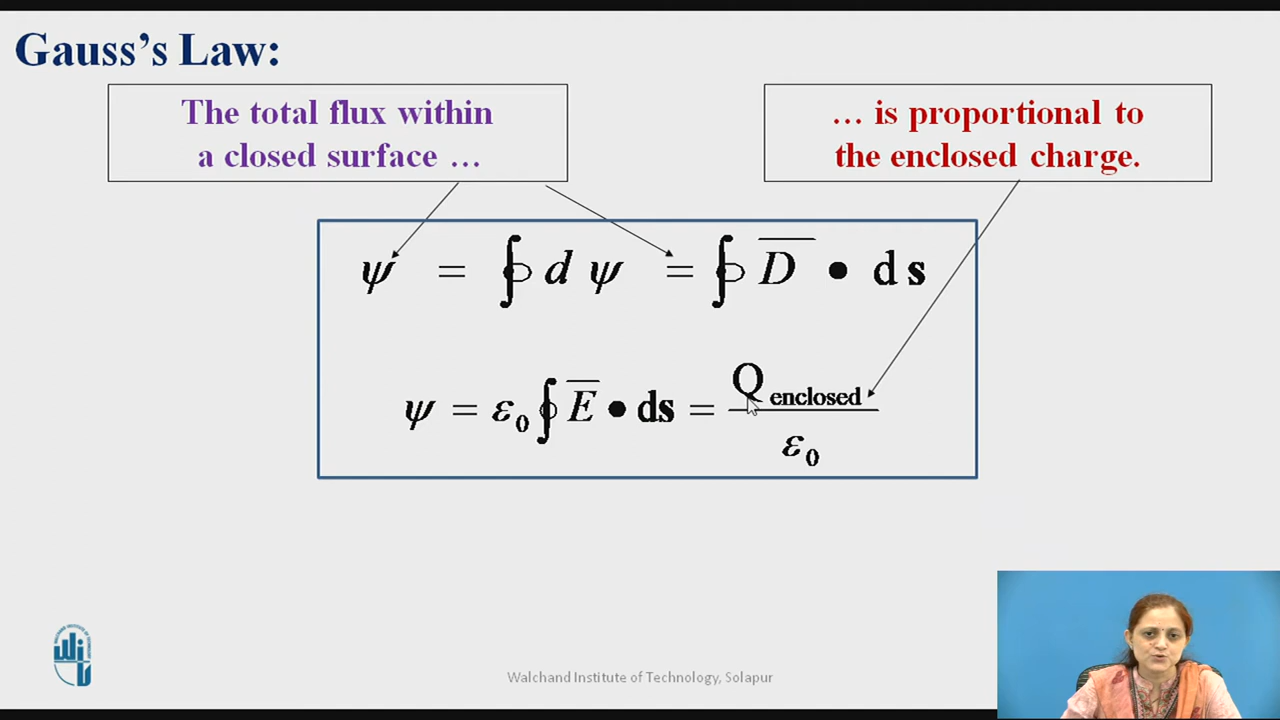 Gauss's Law:
The total flux within
a closed surface …
… is proportional to
the enclosed charge.
ψ = ∮ d ψ = ∮ D̅ • d s
ψ = ε₀ ∮ E̅ • ds = Q enclosed / ε₀
Walchand Institute of Technology, Solapur